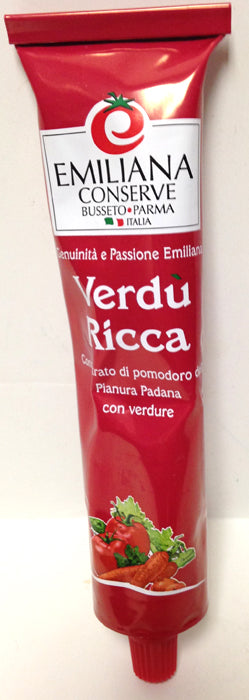 EMILIANA
CONSERVE
BUSSETO • PARMA
ITALIA
Genuinità e Passione Emiliana
Verdù
Ricca
Pianura Padana
di pomodoro
con verdure